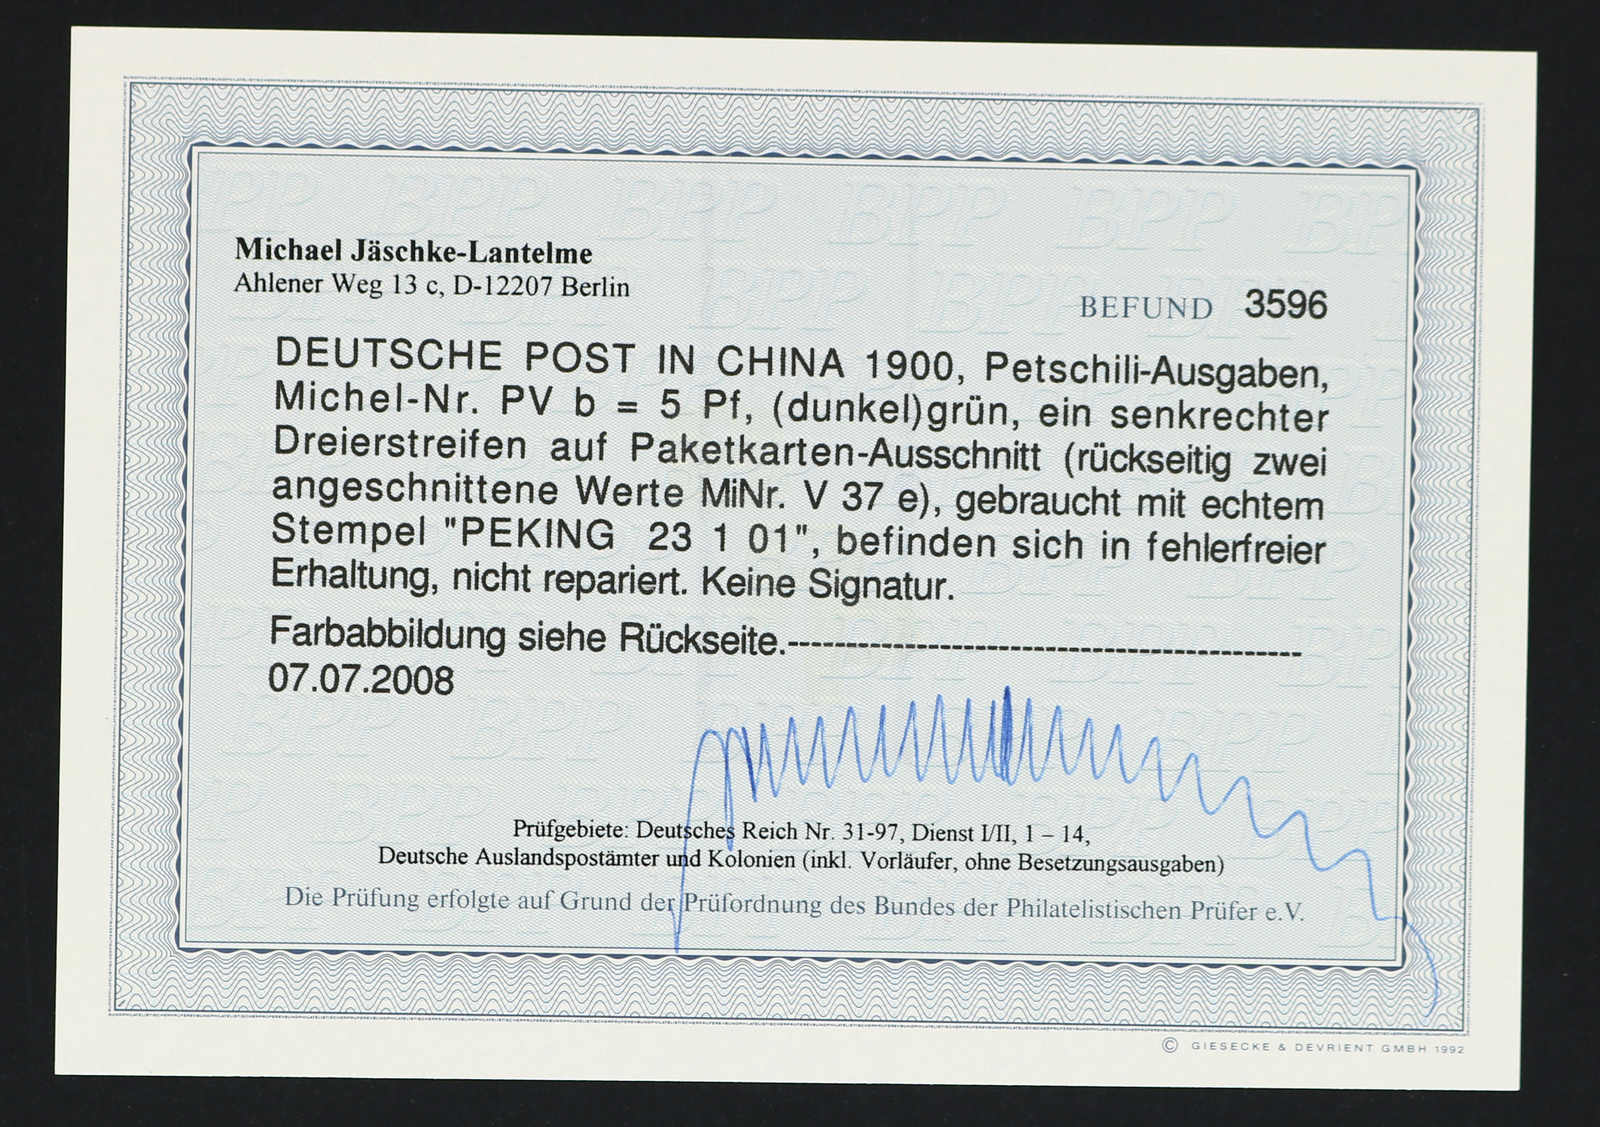 Michael Jäschke-Lantelme
Ahlener Weg 13 c, D-12207 Berlin
BEFUND 3596
DEUTSCHE POST IN CHINA 1900, Petschili-Ausgaben,
Michel-Nr. PV b = 5 Pf, (dunkel)grün, ein senkrechter
Dreierstreifen auf Paketkarten-Ausschnitt (rückseitig zwei
angeschnittene Werte MiNr. V 37 e), gebraucht mit echtem
Stempel "PEKING 23 1 01", befinden sich in fehlerfreier
Erhaltung, nicht repariert. Keine Signatur.
Farbabbildung siehe Rückseite.--------------------------------------------
07.07.2008
Prüfgebiete: Deutsches Reich Nr. 31-97, Dienst I/II, 1 – 14,
Deutsche Auslandspostämter und Kolonien (inkl. Vorläufer, ohne Besetzungsausgaben)
Die Prüfung erfolgte auf Grund der Prüfordnung des Bundes der Philatelistischen Prüfer e.V.
© GIESECKE & DEVRIENT GMBH 1992